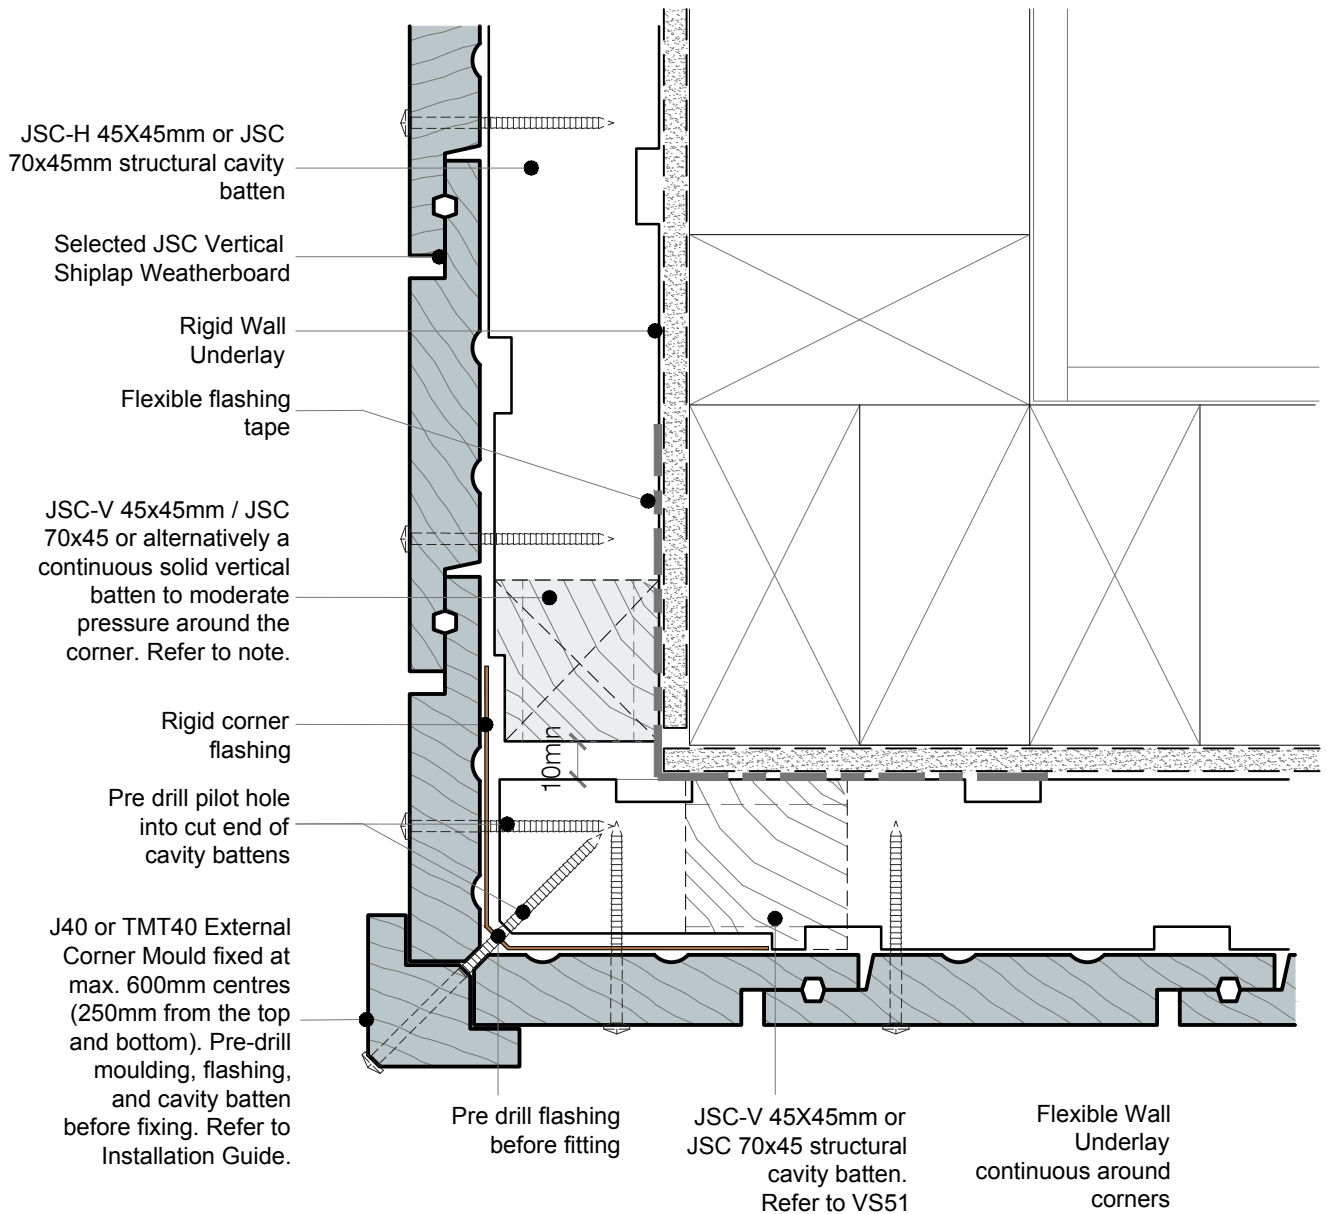 JSC-H 45X45mm or JSC
70x45mm structural cavity
batten
Selected JSC Vertical
Shiplap Weatherboard
Rigid Wall
Underlay
Flexible flashing
tape
JSC-V 45x45mm / JSC
70x45 or alternatively a
continuous solid vertical
batten to moderate
pressure around the
corner. Refer to note.
Rigid corner
flashing
10min
Pre drill pilot hole
into cut end of
cavity battens
J40 or TMT40 External
Corner Mould fixed at
max. 600mm centres
(250mm from the top
and bottom). Pre-drill
moulding, flashing,
and cavity batten
before fixing. Refer to
Installation Guide.
Pre drill flashing
before fitting
JSC-V 45X45mm or
JSC 70x45 structural
cavity batten.
Refer to VS51
Flexible Wall
Underlay
continuous around
corners